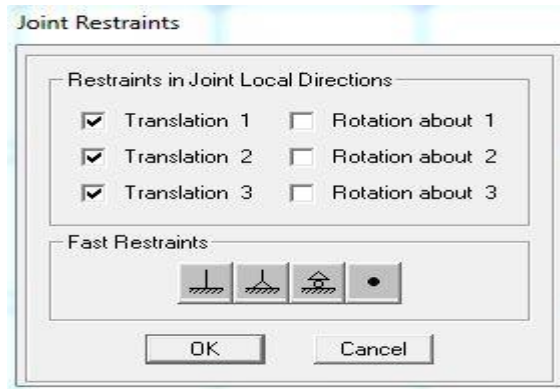 Joint Restraints
Restraints in Joint Local Directions
Translation 1 Rotation about 1
Translation 2 Rotation about 2
Translation 3 Rotation about 3
Fast Restraints
OK Cancel